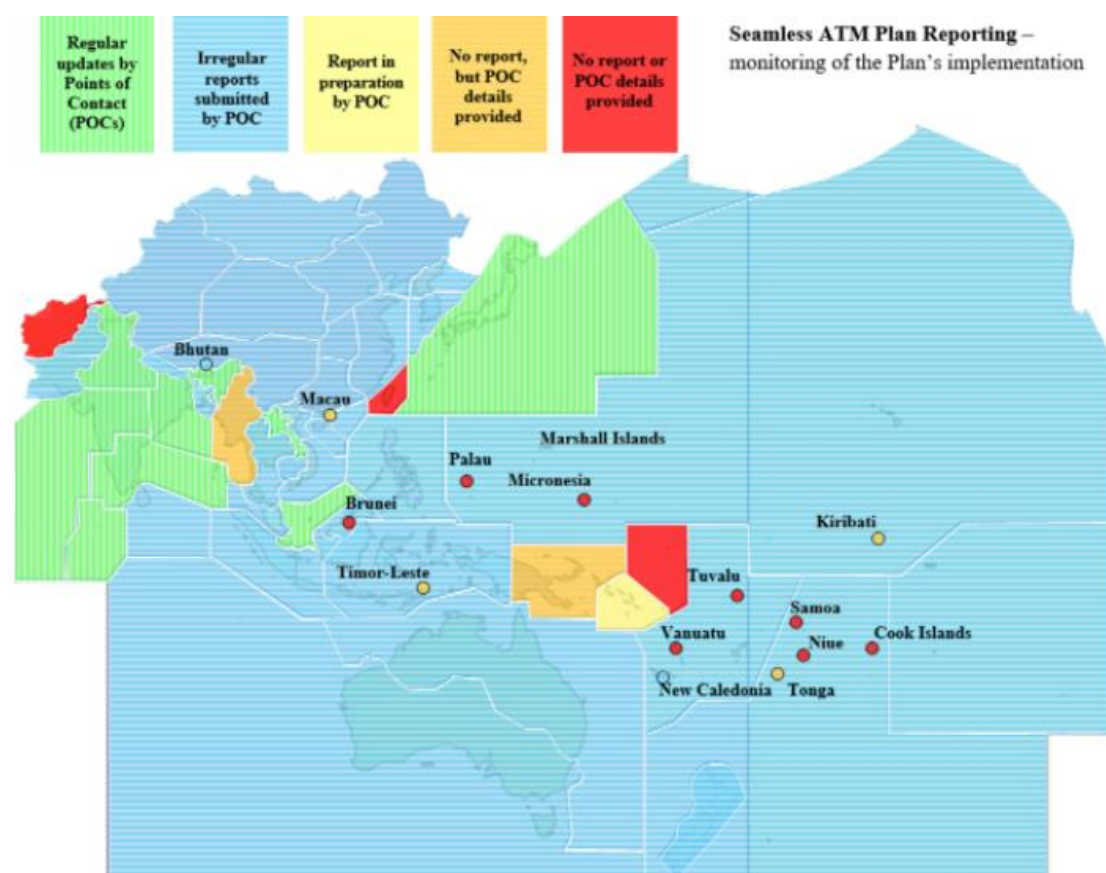 Regular
updates by
Points of
Contact
(POCs)
Irregular
reports
submitted
by POC
Report in
preparation
by POC
No report,
but POC
details
provided
No report or
POC details
provided
Seamless ATM Plan Reporting –
monitoring of the Plan's implementation
Bhutan
Macau
Marshall Islands
Palau
Micronesia
Brunei
Kiribati
Timor-Leste
Tuvalu
Samoa
Vanuatu
Niue
Cook Islands
New Caledonia
Tonga